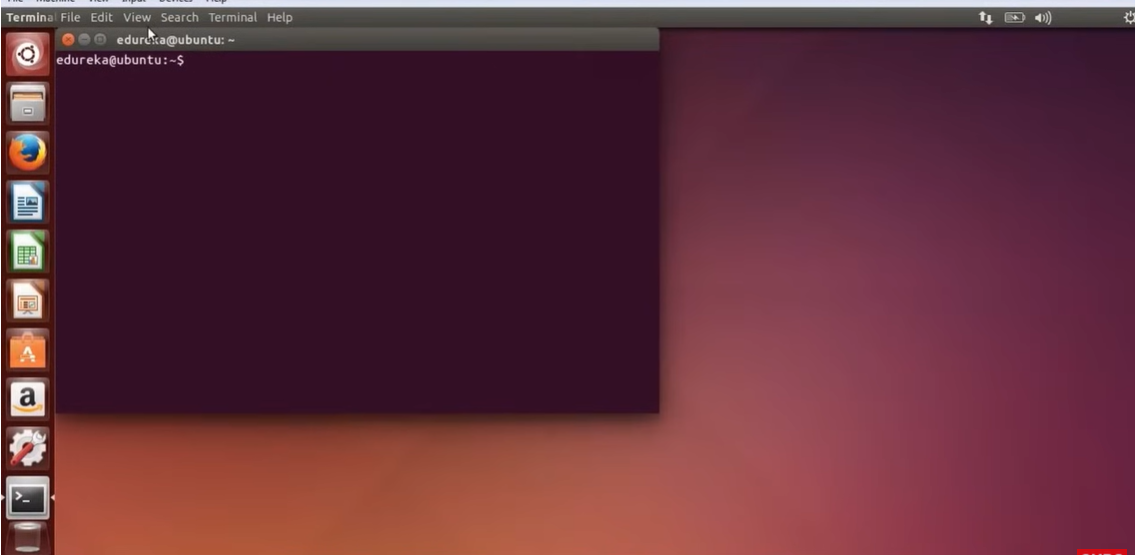 Terminal File Edit View Search Terminal Help
edureka@ubuntu: ~
edureka@ubuntu:~$
a